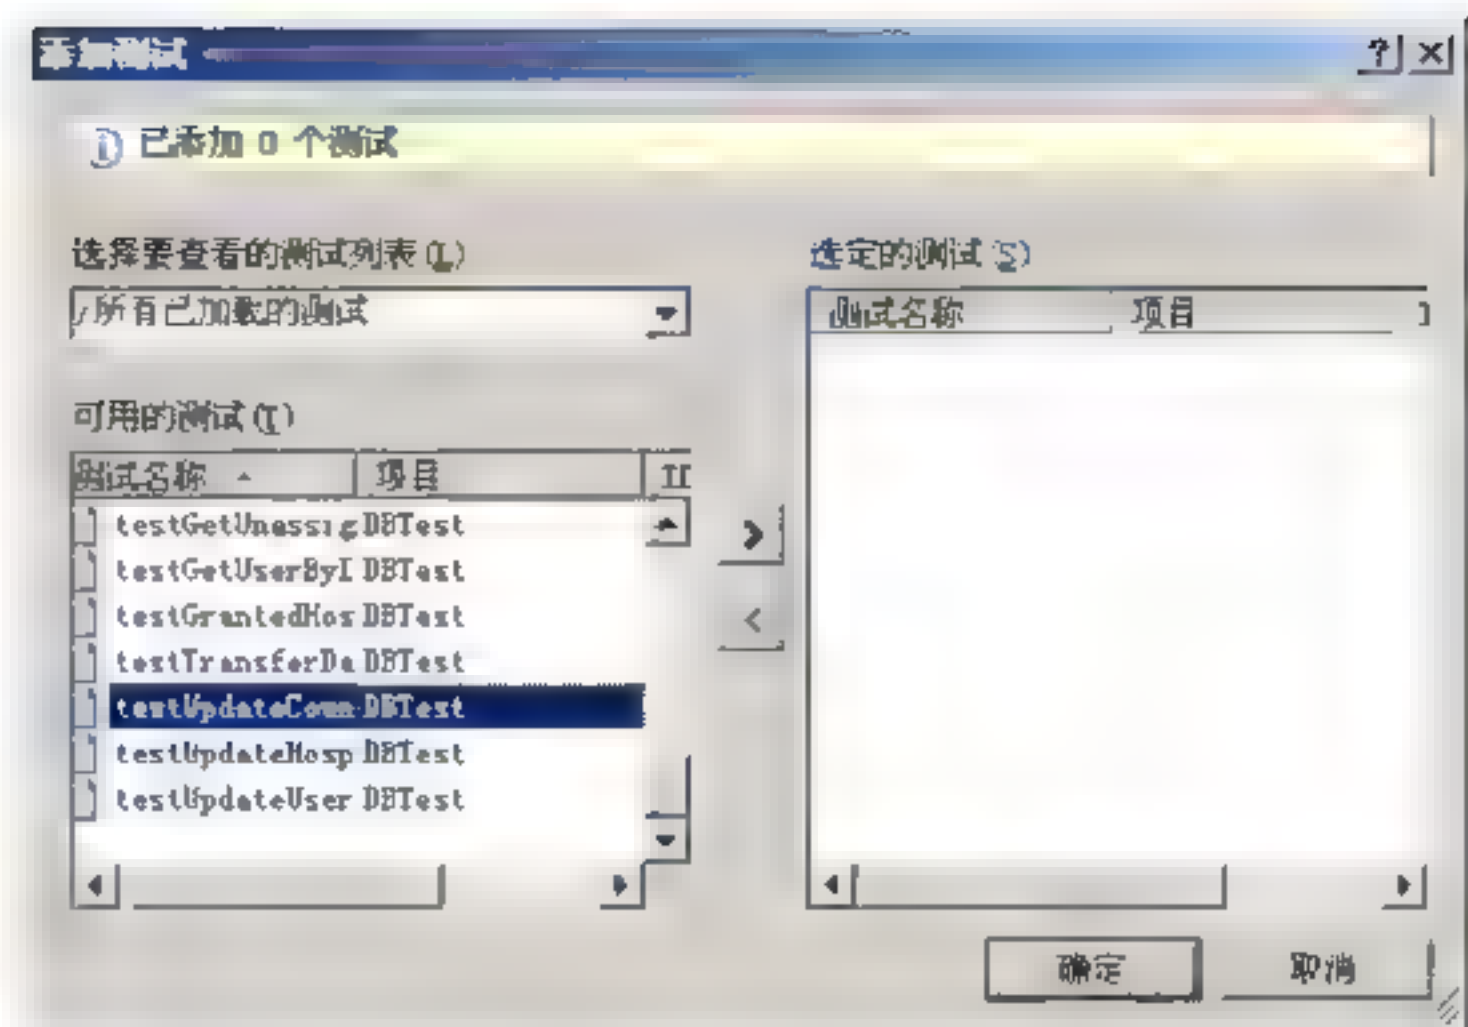 添加测试
已添加 0 个测试
选择要查看的测试列表(L)
所有已加载的测试
可用的测试(T)
测试名称 项目 ID
testGetUnassig DBTest
testGetUserByI DBTest
testGrantedHos DBTest
testTransferDa DBTest
testUpdateCoun DBTest
testUpdateHosp DBTest
testUpdateUser DBTest
选定的测试(S)
测试名称 项目
确定 取消